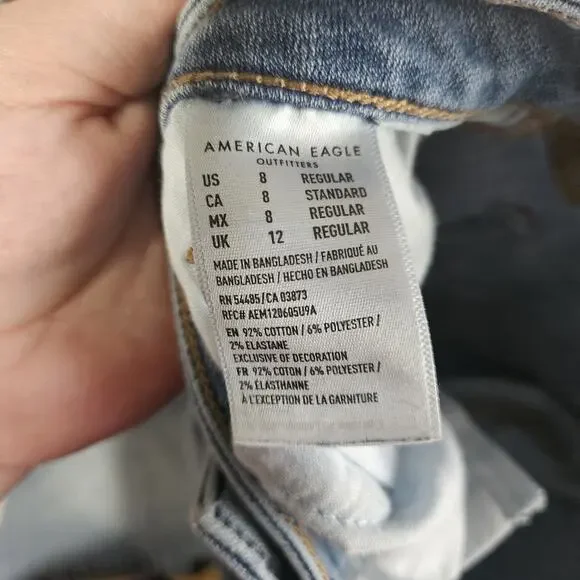 AMERICAN EAGLE
OUTFITTERS
US 8 REGULAR
CA 8 STANDARD
MX 8 REGULAR
UK 12 REGULAR
MADE IN BANGLADESH / FABRIQUÉ AU
BANGLADESH / HECHO EN BANGLADESH
RN 54485/CA 03873
RFC# AEM120605U9A
EN 92% COTTON / 6% POLYESTER /
2% ELASTANE
EXCLUSIVE OF DECORATION
FR 92% COTON / 6% POLYESTER /
2% ÉLASTHANNE
À L'EXCEPTION DE LA GARNITURE